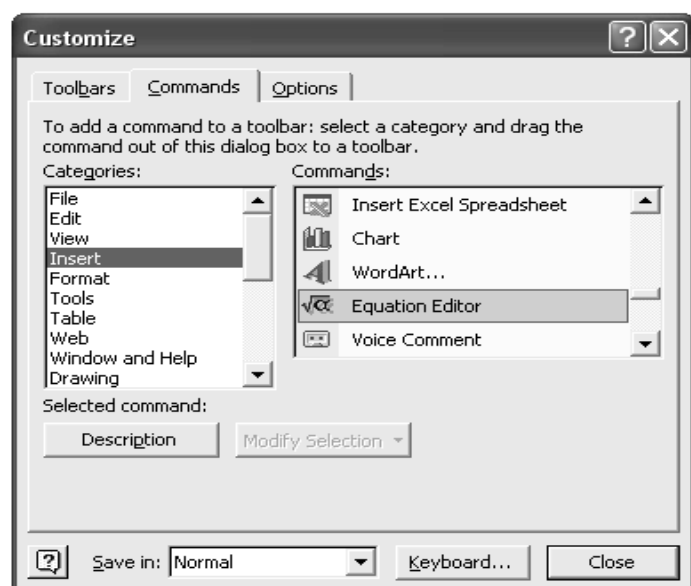 Customize
Toolbars Commands Options
To add a command to a toolbar: select a category and drag the
command out of this dialog box to a toolbar.
Categories:
File
Edit
View
Insert
Format
Tools
Table
Web
Window and Help
Drawing
Commands:
Insert Excel Spreadsheet
Chart
WordArt...
Equation Editor
Voice Comment
Selected command:
Description Modify Selection
Save in: Normal Keyboard... Close